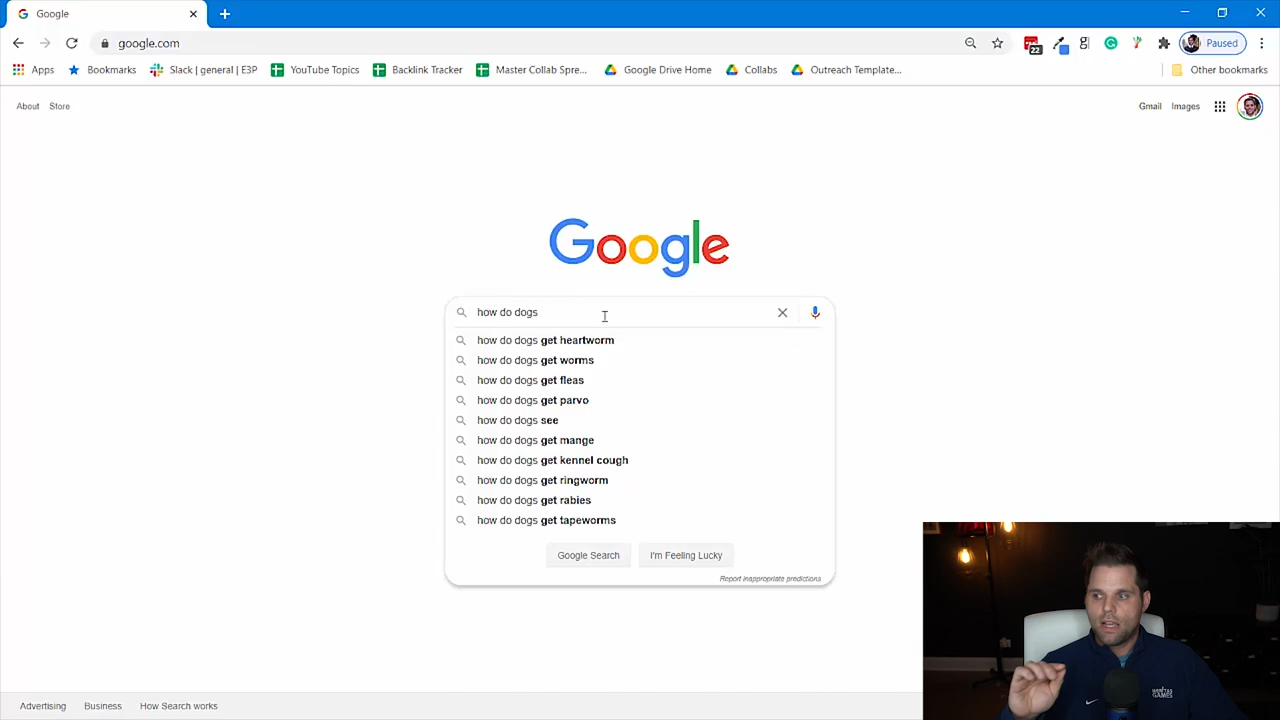 Google
google.com
Paused
22
Apps
Bookmarks
Slack | general | E3P
YouTube Topics
Backlink Tracker
Master Collab Spre...
Google Drive Home
Collabs
Outreach Template...
Other bookmarks
About Store
Gmail Images
Google
how do dogs
how do dogs get heartworm
how do dogs get worms
how do dogs get fleas
how do dogs get parvo
how do dogs see
how do dogs get mange
how do dogs get kennel cough
how do dogs get ringworm
how do dogs get rabies
how do dogs get tapeworms
Google Search I'm Feeling Lucky
Report inappropriate predictions
GAMES
Advertising Business How Search works